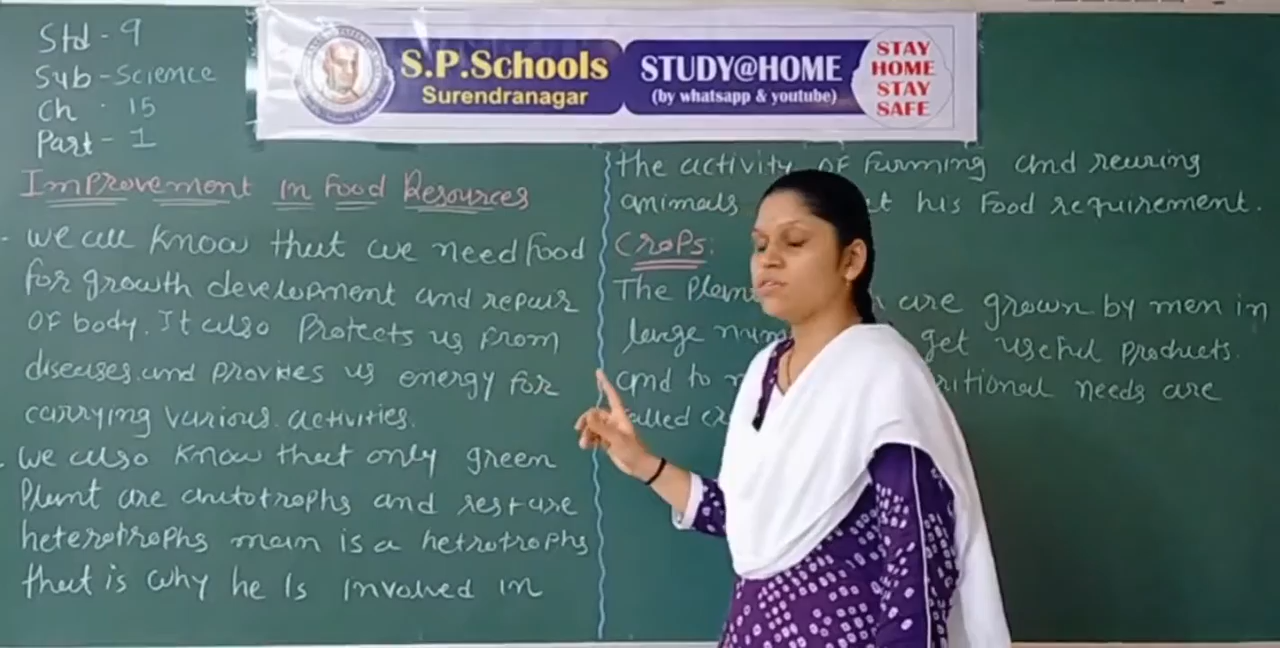 Std - 9
Sub - Science
Ch . 15
Part - 1
S.P.Schools
Surendranagar
STUDY@HOME
(by whatsapp & youtube)
STAY
HOME
STAY
SAFE
Improvement in Food Resources
- we all know that we need food
for growth development and repair
of body. It also Protects us from
diseases. and provides us energy for
carrying various. activities.
- we also know that only green
Plant are autotrophs and rest are
heterotrophs man is a hetrotrophs
that is why he Is involved in
the activity of farming and rearing
animals his Food requirement.
Crops:
The are grown by men in
large get useful Products.
and to needs are